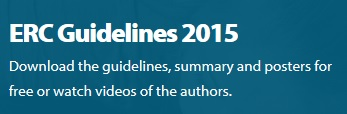 ERC Guidelines 2015
Download the guidelines, summary and posters for
free or watch videos of the authors.